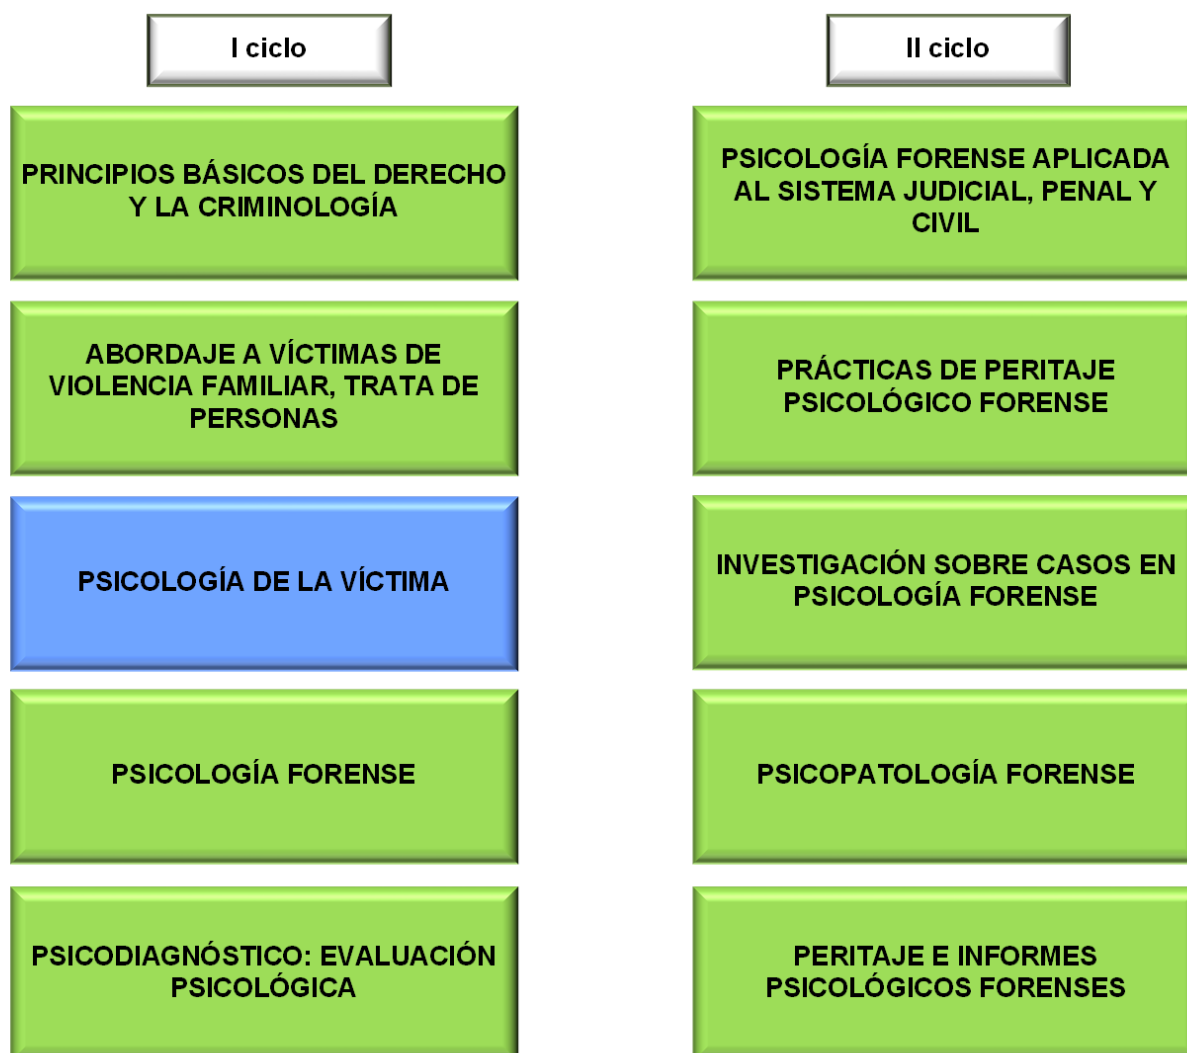 I ciclo
PRINCIPIOS BÁSICOS DEL DERECHO
Y LA CRIMINOLOGÍA
ABORDAJE A VÍCTIMAS DE
VIOLENCIA FAMILIAR, TRATA DE
PERSONAS
PSICOLOGÍA DE LA VÍCTIMA
PSICOLOGÍA FORENSE
PSICODIAGNÓSTICO: EVALUACIÓN
PSICOLÓGICA
II ciclo
PSICOLOGÍA FORENSE APLICADA
AL SISTEMA JUDICIAL, PENAL Y
CIVIL
PRÁCTICAS DE PERITAJE
PSICOLÓGICO FORENSE
INVESTIGACIÓN SOBRE CASOS EN
PSICOLOGÍA FORENSE
PSICOPATOLOGÍA FORENSE
PERITAJE E INFORMES
PSICOLÓGICOS FORENSES